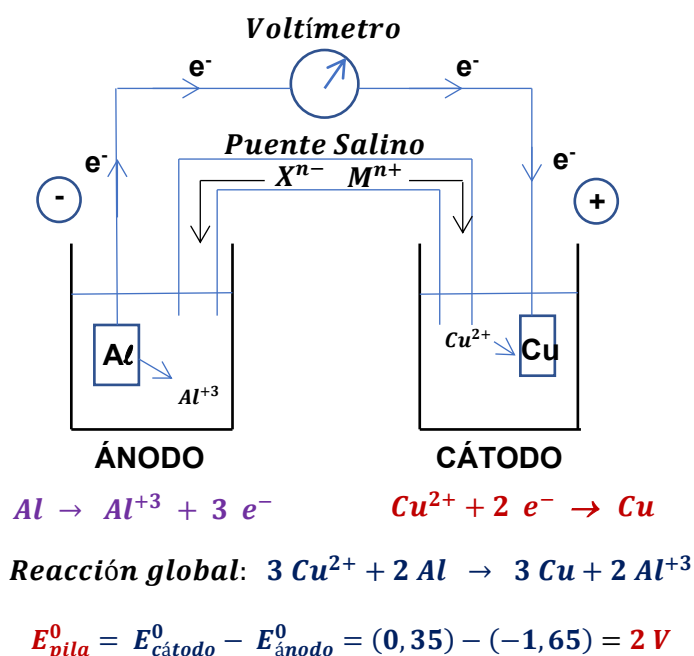 Voltímetro
e⁻ e⁻
Puente Salino
e⁻ e⁻
Xⁿ⁻ Mⁿ⁺
- +
Cu²⁺
Aℓ Cu
Al⁺³
ÁNODO CÁTODO
Al → Al⁺³ + 3 e⁻ Cu²⁺ + 2 e⁻ → Cu
Reacción global: 3 Cu²⁺ + 2 Al → 3 Cu + 2 Al⁺³
E⁰pila = E⁰cátodo − E⁰ánodo = (0,35) − (−1,65) = 2 V